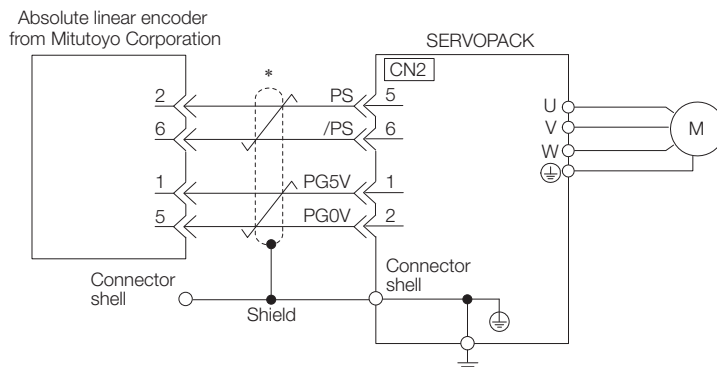 Absolute linear encoder
from Mitutoyo Corporation
SERVOPACK
CN2
*
2 PS 5
6 /PS 6
1 PG5V 1
5 PG0V 2
U
V
W
M
Connector
shell
Shield
Connector
shell